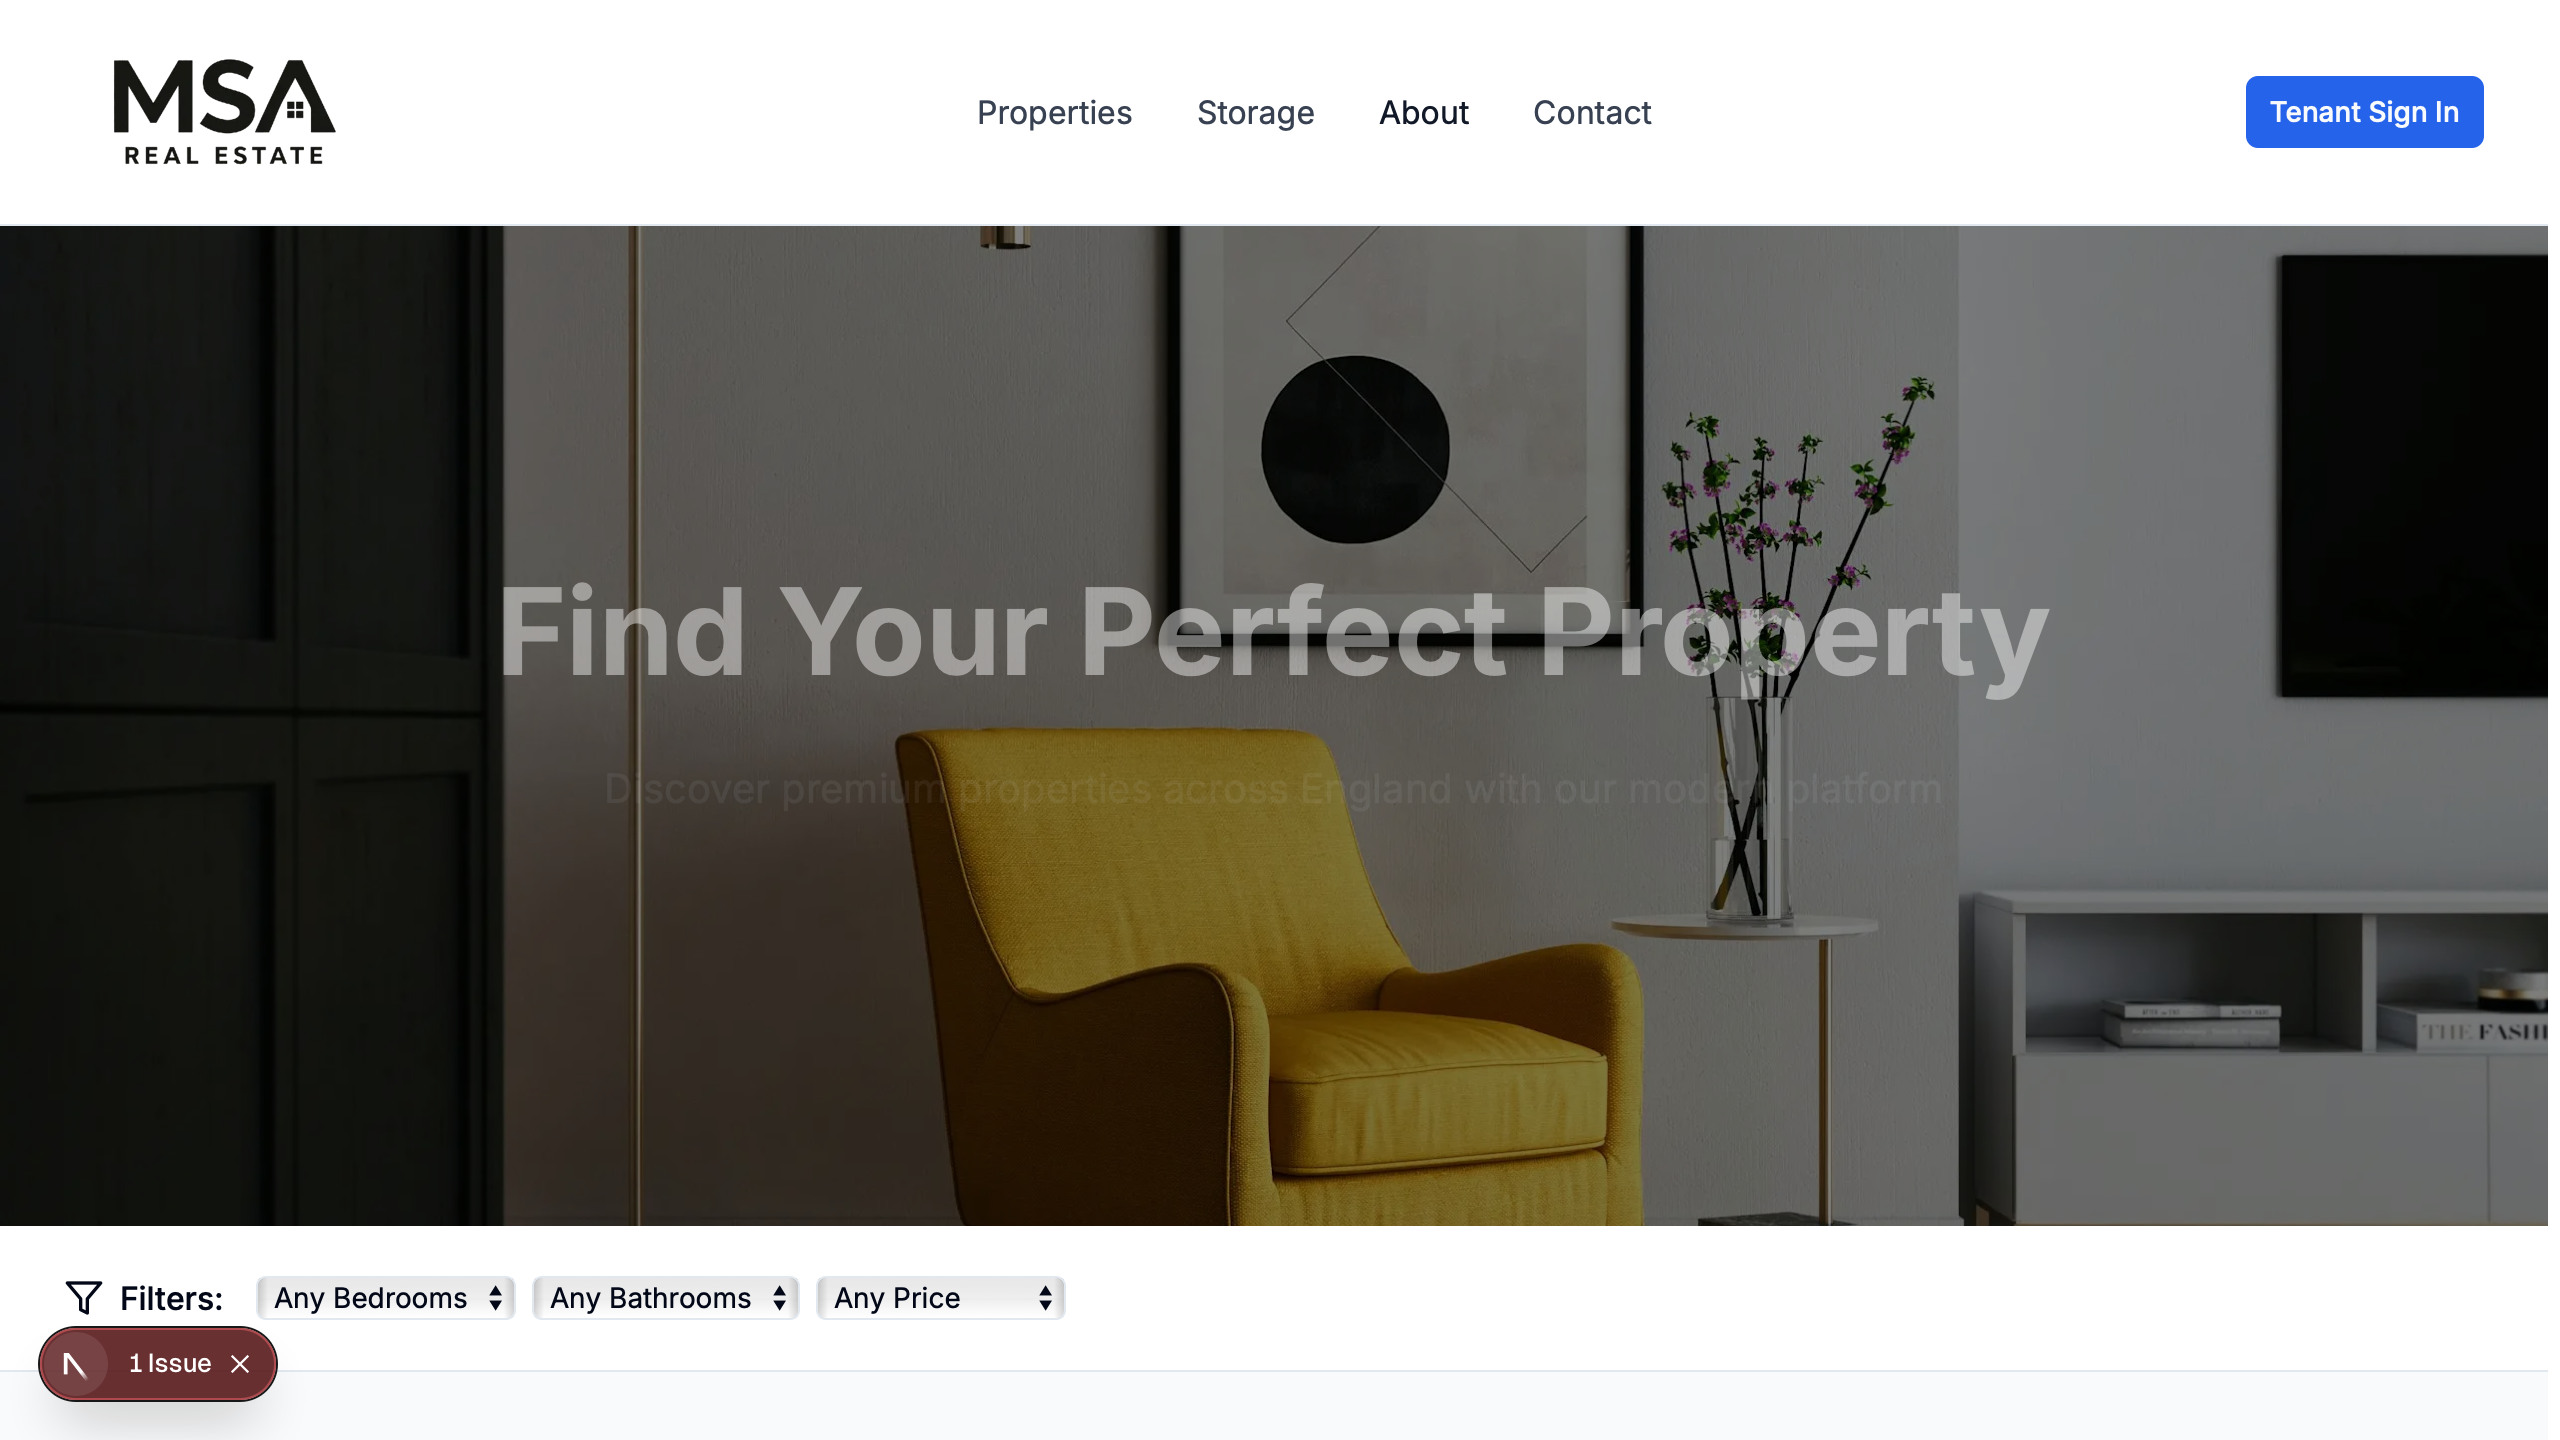 MSA
REAL ESTATE
Properties
Storage
About
Contact
Tenant Sign In
Find Your Perfect Property
Discover premium properties across England with our modern platform
THE FASHI
Filters:
Any Bedrooms
Any Bathrooms
Any Price
1 Issue